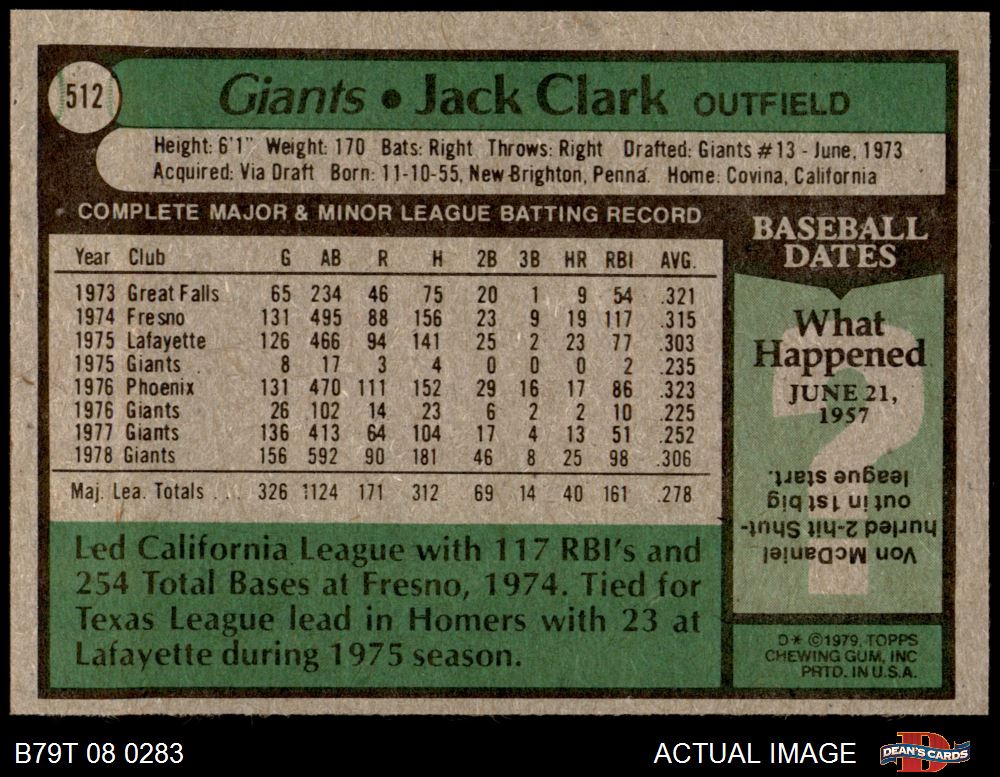 512
Giants • Jack Clark OUTFIELD
Height: 6'1" Weight: 170 Bats: Right Throws: Right Drafted: Giants #13 - June, 1973
Acquired: Via Draft Born: 11-10-55, New Brighton, Penna. Home: Covina, California
COMPLETE MAJOR & MINOR LEAGUE BATTING RECORD
Year Club G AB R H 2B 3B HR RBI AVG.
1973 Great Falls 65 234 46 75 20 1 9 54 .321
1974 Fresno 131 495 88 156 23 9 19 117 .315
1975 Lafayette 126 466 94 141 25 2 23 77 .303
1975 Giants 8 17 3 4 0 0 0 2 .235
1976 Phoenix 131 470 111 152 29 16 17 86 .323
1976 Giants 26 102 14 23 6 2 2 10 .225
1977 Giants 136 413 64 104 17 4 13 51 .252
1978 Giants 156 592 90 181 46 8 25 98 .306
Maj. Lea. Totals .... 326 1124 171 312 69 14 40 161 .278
Led California League with 117 RBI's and
254 Total Bases at Fresno, 1974. Tied for
Texas League lead in Homers with 23 at
Lafayette during 1975 season.
BASEBALL
DATES
What
Happened
JUNE 21,
1957
?
Von McDaniel
hurled 2-hit Shut-
out in 1st big
league start.
D* ©1979, TOPPS
CHEWING GUM, INC
PRTD. IN U.S.A.
B79T 08 0283
ACTUAL IMAGE
D
DEAN'S CARDS